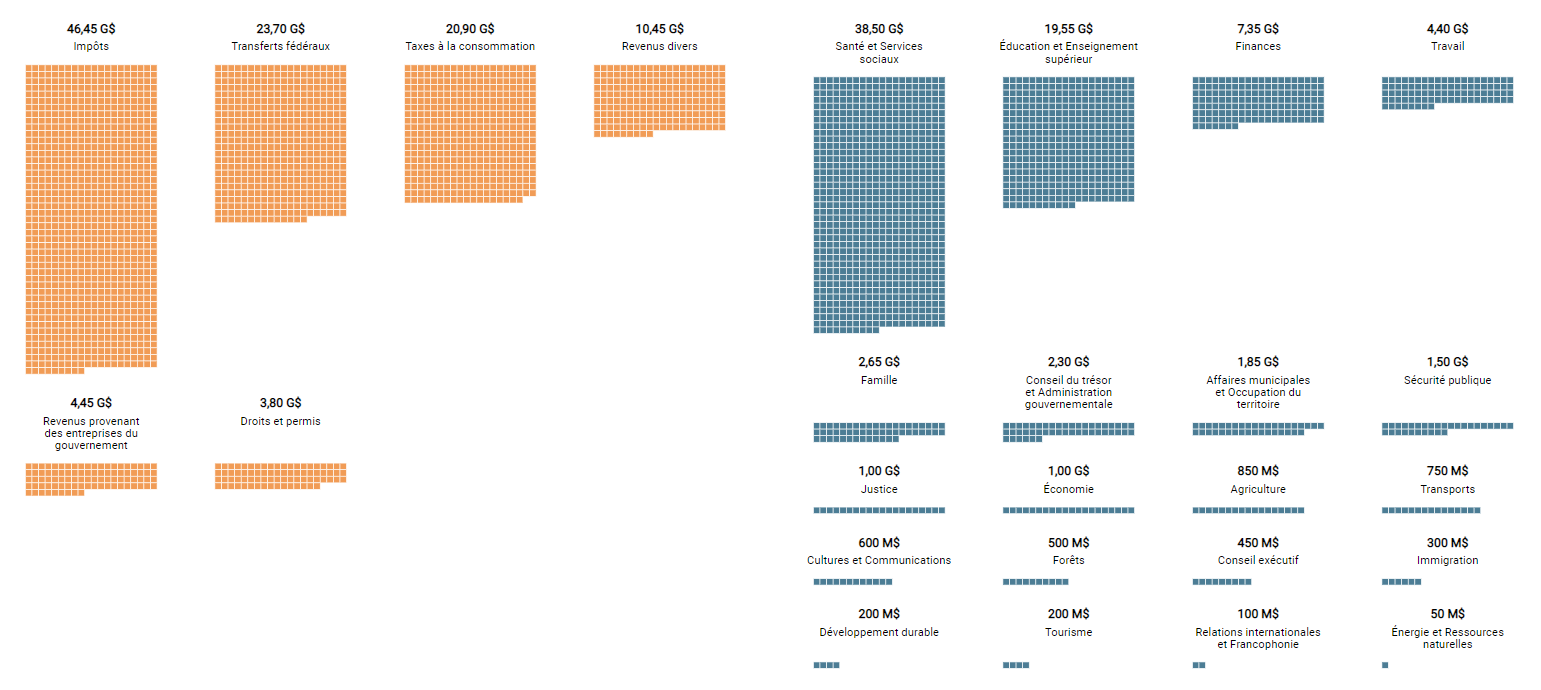 46,45 G$
Impôts
23,70 G$
Transferts fédéraux
20,90 G$
Taxes à la consommation
10,45 G$
Revenus divers
4,45 G$
Revenus provenant
des entreprises du
gouvernement
3,80 G$
Droits et permis
38,50 G$
Santé et Services
sociaux
19,55 G$
Éducation et Enseignement
supérieur
7,35 G$
Finances
4,40 G$
Travail
2,65 G$
Famille
2,30 G$
Conseil du trésor
et Administration
gouvernementale
1,85 G$
Affaires municipales
et Occupation du
territoire
1,50 G$
Sécurité publique
1,00 G$
Justice
1,00 G$
Économie
850 M$
Agriculture
750 M$
Transports
600 M$
Cultures et Communications
500 M$
Forêts
450 M$
Conseil exécutif
300 M$
Immigration
200 M$
Développement durable
200 M$
Tourisme
100 M$
Relations internationales
et Francophonie
50 M$
Énergie et Ressources
naturelles